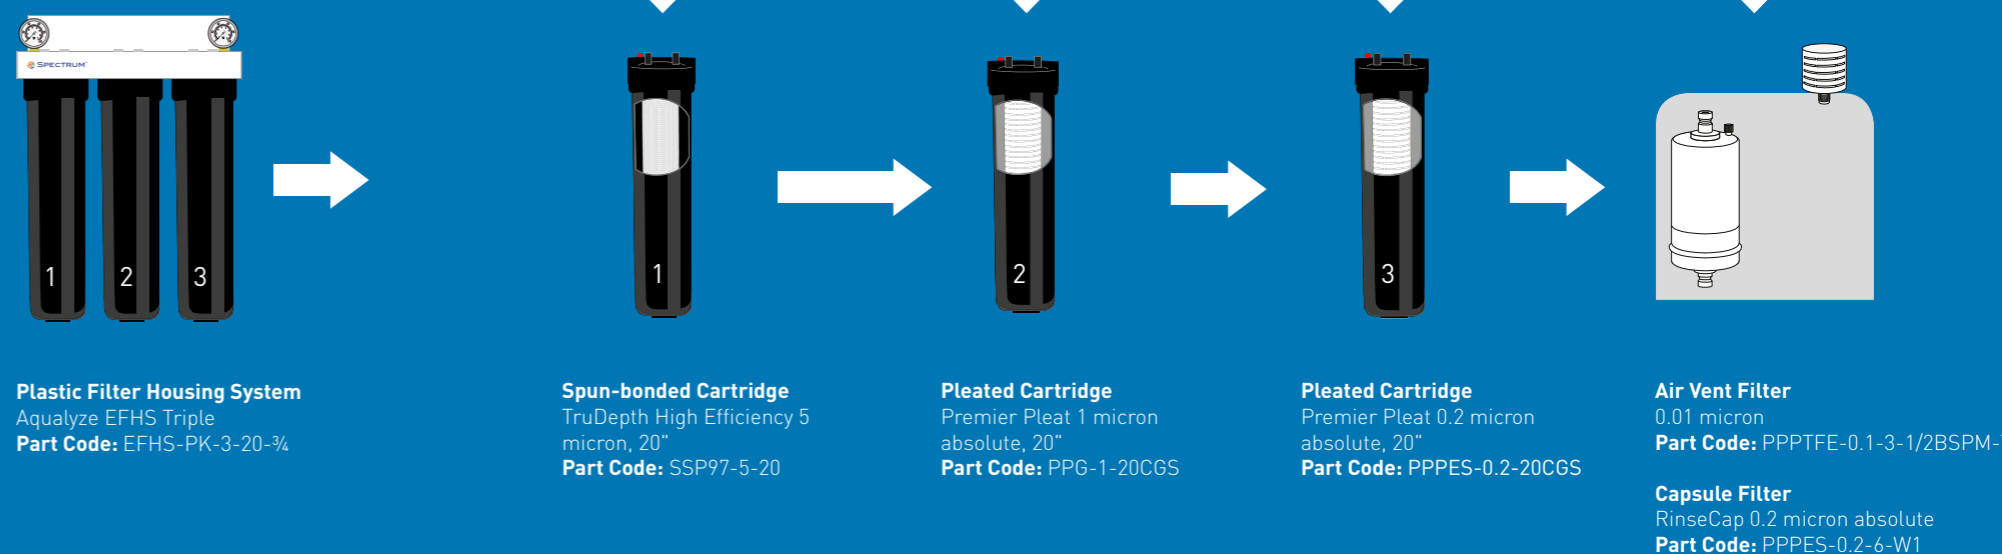 SPECTRUM
1
2
3
1
2
3
Plastic Filter Housing System
Aqualyze EFHS Triple
Part Code: EFHS-PK-3-20-¾
Spun-bonded Cartridge
TruDepth High Efficiency 5
micron, 20"
Part Code: SSP97-5-20
Pleated Cartridge
Premier Pleat 1 micron
absolute, 20"
Part Code: PPG-1-20CGS
Pleated Cartridge
Premier Pleat 0.2 micron
absolute, 20"
Part Code: PPPES-0.2-20CGS
Air Vent Filter
0.01 micron
Part Code: PPPTFE-0.1-3-1/2BSPM-
Capsule Filter
RinseCap 0.2 micron absolute
Part Code: PPPES-0.2-6-W1